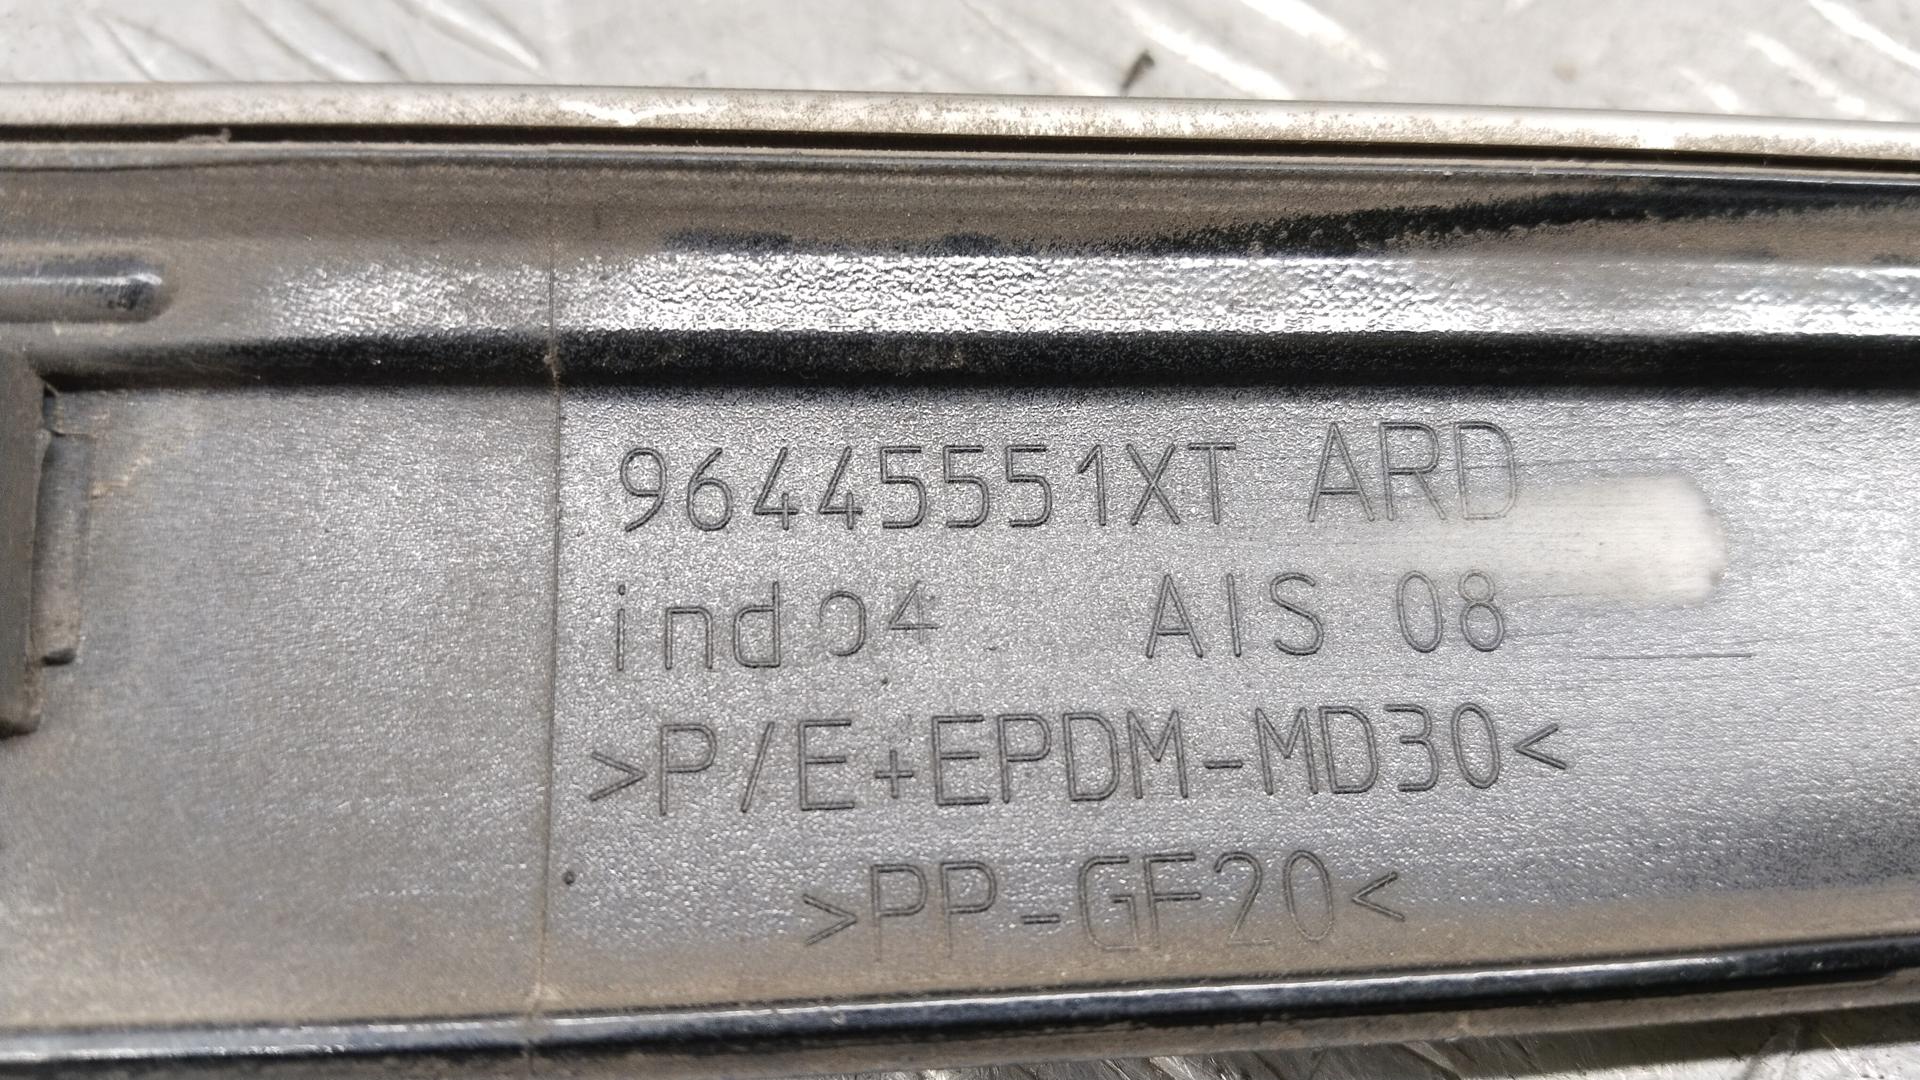 96445551XT ARD
ind 04 AIS 08
>P/E+EPDM-MD30<
>PP-GF20<